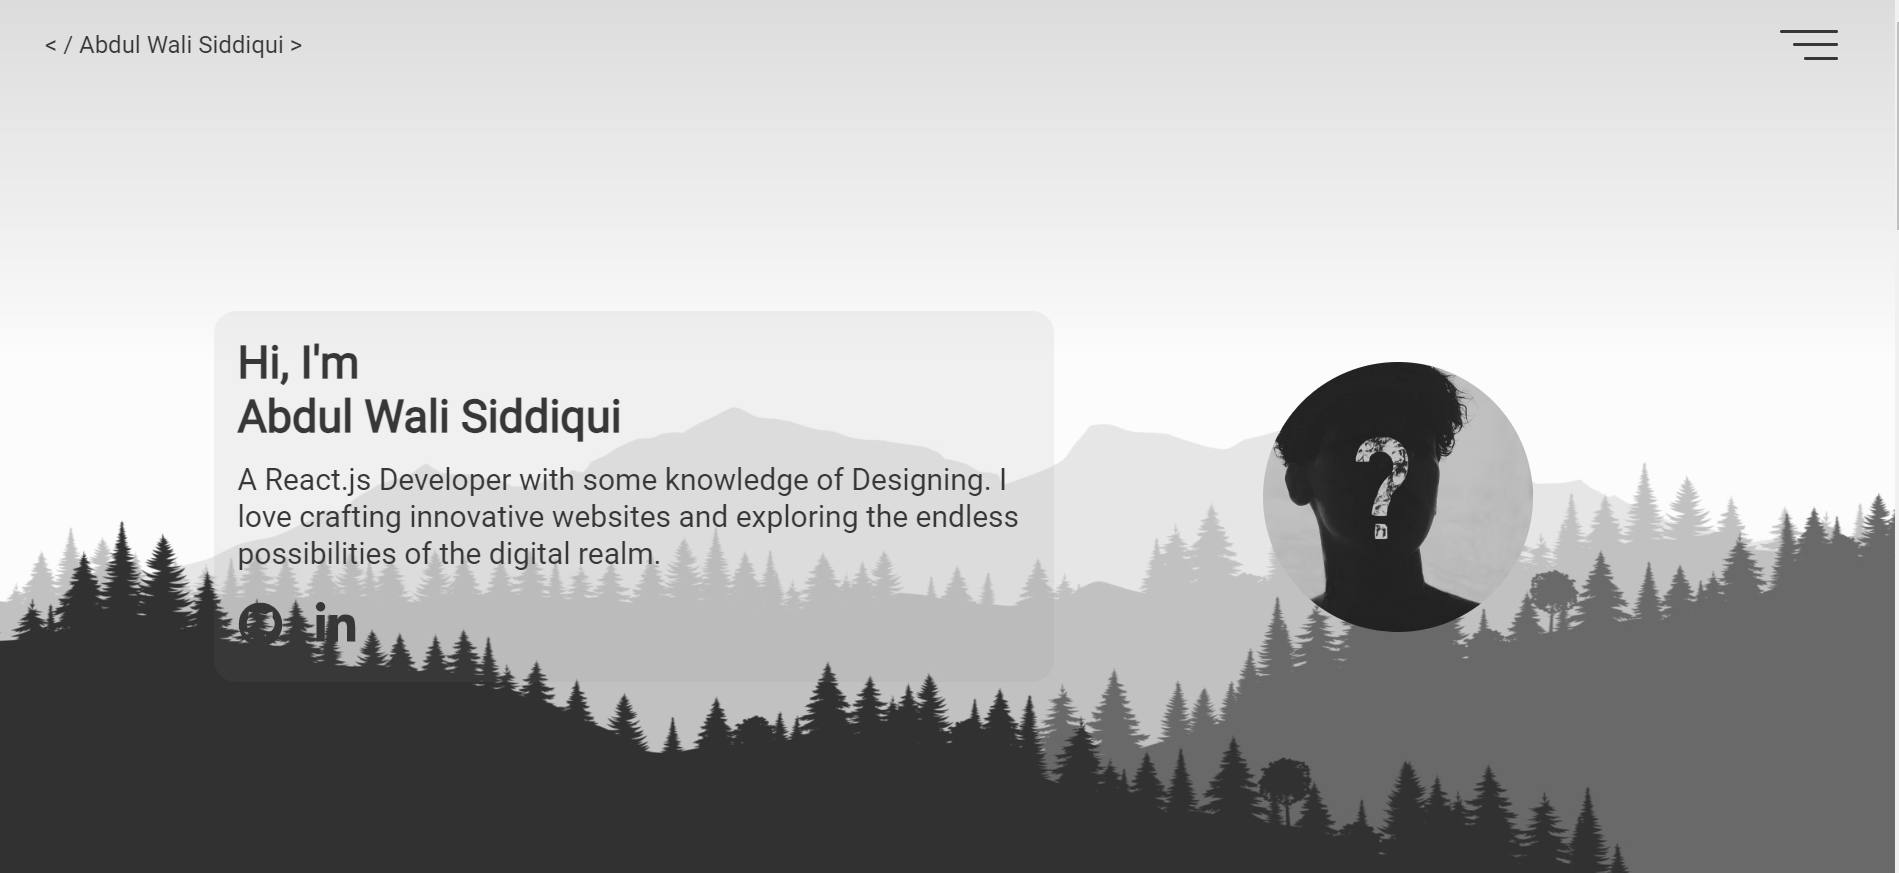 < / Abdul Wali Siddiqui >
Hi, I'm
Abdul Wali Siddiqui
A React.js Developer with some knowledge of Designing. I
love crafting innovative websites and exploring the endless
possibilities of the digital realm.
in
?